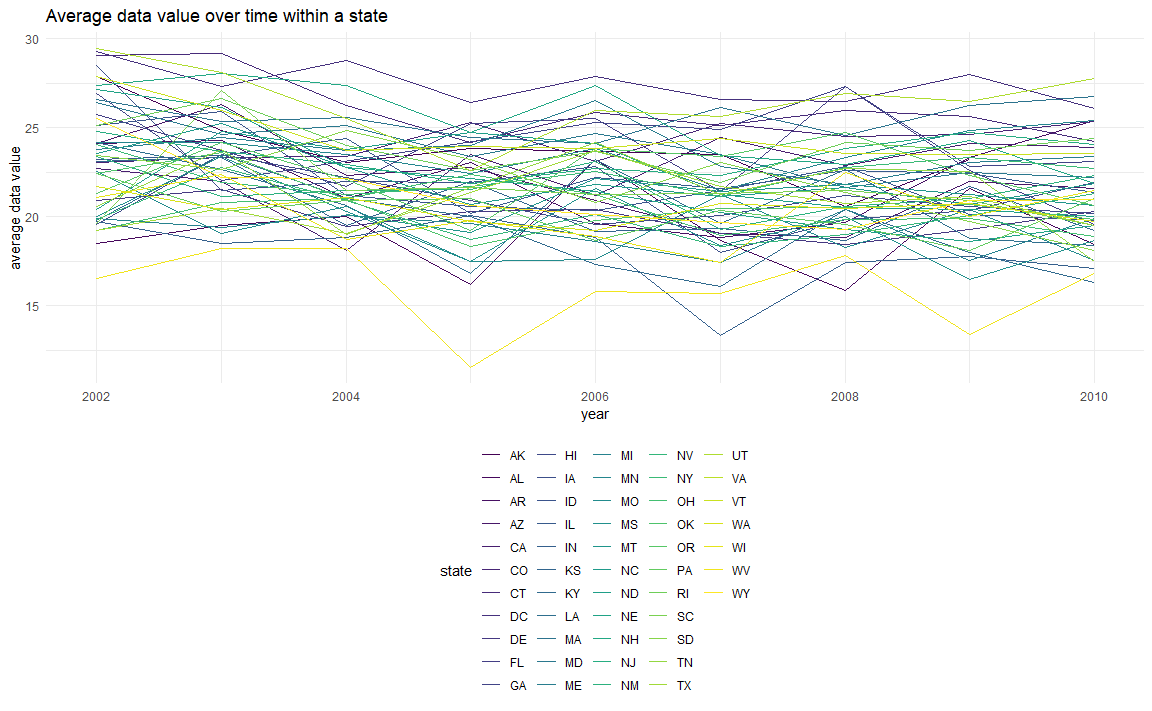 Average data value over time within a state
30
25
20
15
average data value
2002 2004 2006 2008 2010
year
state
AK HI MI NV UT
AL IA MN NY VA
AR ID MO OH VT
AZ IL MS OK WA
CA IN MT OR WI
CO KS NC PA WV
CT KY ND RI WY
DC LA NE SC
DE MA NH SD
FL MD NJ TN
GA ME NM TX